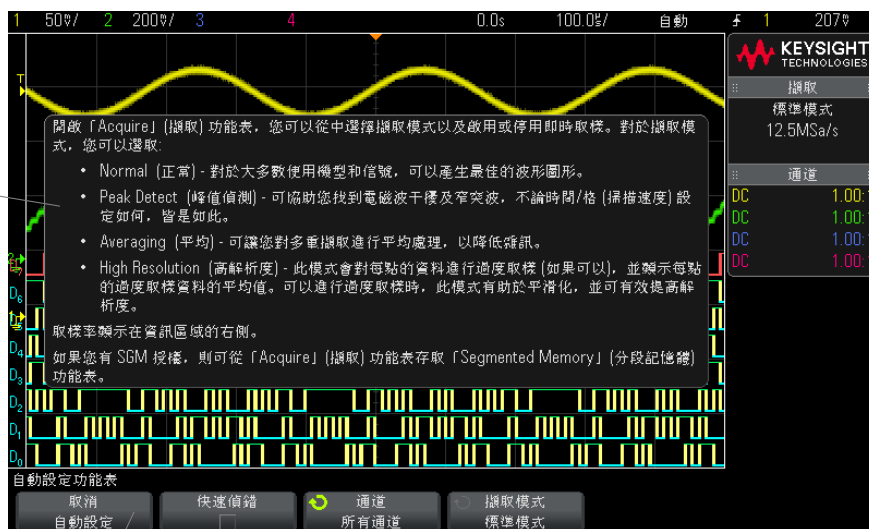 1 50㎷/ 2 200㎷/ 3 4 0.0s 100.0㎲/ 自動 1 207㎷
KEYSIGHT
TECHNOLOGIES
擷取
標準模式
12.5MSa/s
通道
DC 1.00:
DC 1.00:
DC 1.00:
DC 1.00:
T
開啟「Acquire」(擷取) 功能表，您可以從中選擇擷取模式以及啟用或停用即時取樣。對於擷取模
式，您可以選取:
• Normal (正常) - 對於大多數使用機型和信號，可以產生最佳的波形圖形。
• Peak Detect (峰值偵測) - 可協助您找到電磁波干擾及窄突波，不論時間/格 (掃描速度) 設
定如何，皆是如此。
• Averaging (平均) - 可讓您對多重擷取進行平均處理，以降低雜訊。
• High Resolution (高解析度) - 此模式會對每點的資料進行過度取樣 (如果可以)，並顯示每點
的過度取樣資料的平均值。可以進行過度取樣時，此模式有助於平滑化，並可有效提高解
析度。
取樣率顯示在資訊區域的右側。
如果您有 SGM 授權，則可從「Acquire」(擷取) 功能表存取「Segmented Memory」(分段記憶體)
功能表。
D6
D4
D3
D2
D1
D0
自動設定功能表
取消
自動設定
快速偵錯
通道
所有通道
擷取模式
標準模式